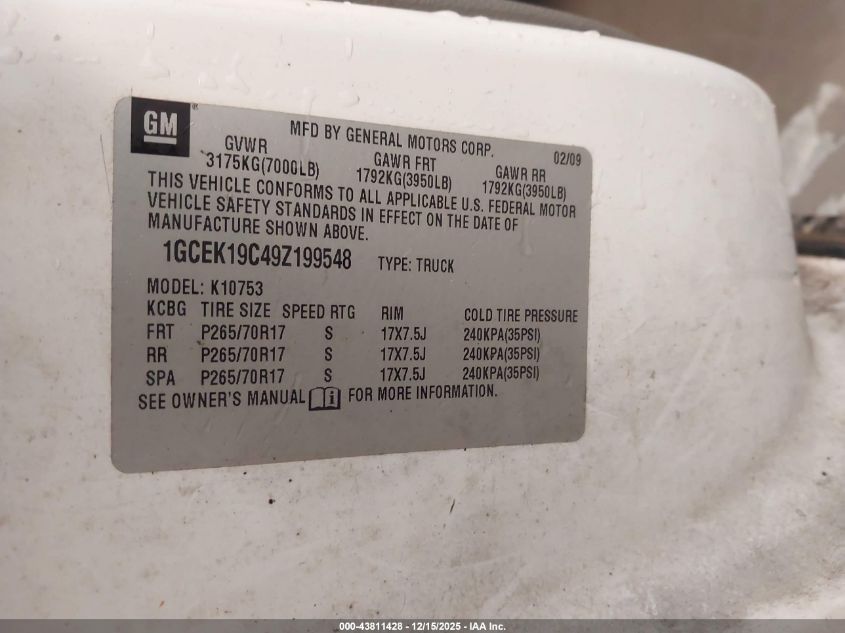 GM
MFD BY GENERAL MOTORS CORP. 02/09
GVWR GAWR FRT GAWR RR
3175KG(7000LB) 1792KG(3950LB) 1792KG(3950LB)
THIS VEHICLE CONFORMS TO ALL APPLICABLE U.S. FEDERAL MOTOR
VEHICLE SAFETY STANDARDS IN EFFECT ON THE DATE OF
MANUFACTURE SHOWN ABOVE.
1GCEK19C49Z199548 TYPE: TRUCK
MODEL: K10753
KCBG TIRE SIZE SPEED RTG RIM COLD TIRE PRESSURE
FRT P265/70R17 S 17X7.5J 240KPA(35PSI)
RR P265/70R17 S 17X7.5J 240KPA(35PSI)
SPA P265/70R17 S 17X7.5J 240KPA(35PSI)
SEE OWNER'S MANUAL i FOR MORE INFORMATION.
000-43811428 - 12/15/2025 - IAA Inc.